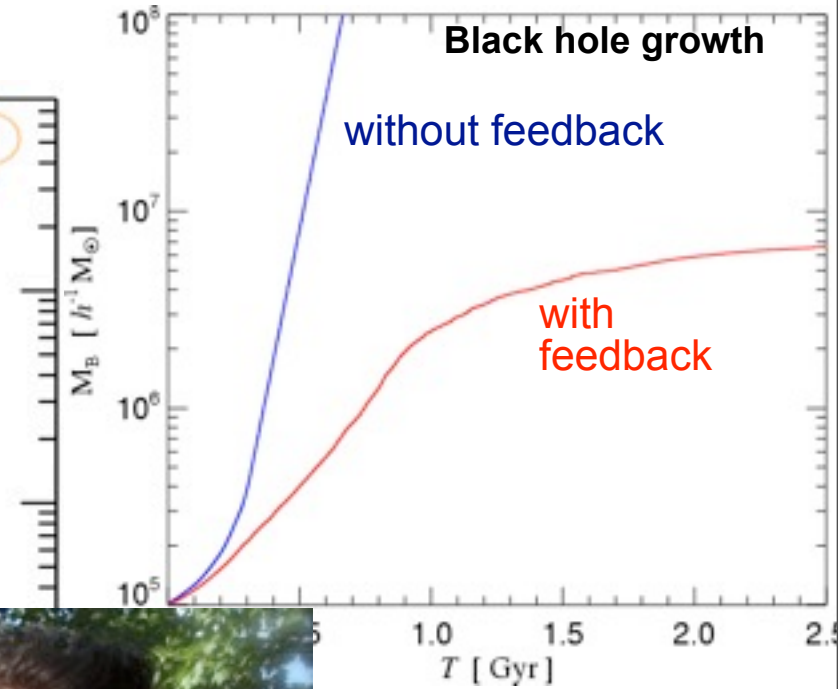 10⁸
Black hole growth
without feedback
10⁷
M_B [ h⁻¹ M_⊙ ]
with
feedback
10⁶
10⁵
5 1.0 1.5 2.0 2.5
T [ Gyr ]